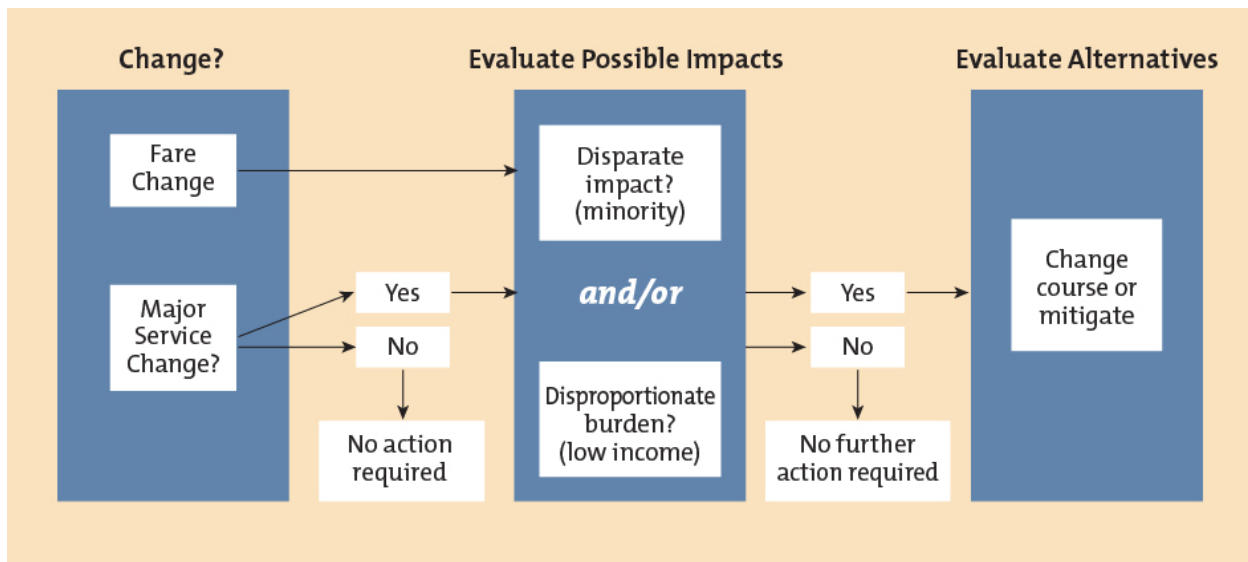 Change?
Fare
Change
Major
Service
Change?
Yes
No
No action
required
Evaluate Possible Impacts
Disparate
impact?
(minority)
and/or
Disproportionate
burden?
(low income)
Yes
No
No further
action required
Evaluate Alternatives
Change
course or
mitigate